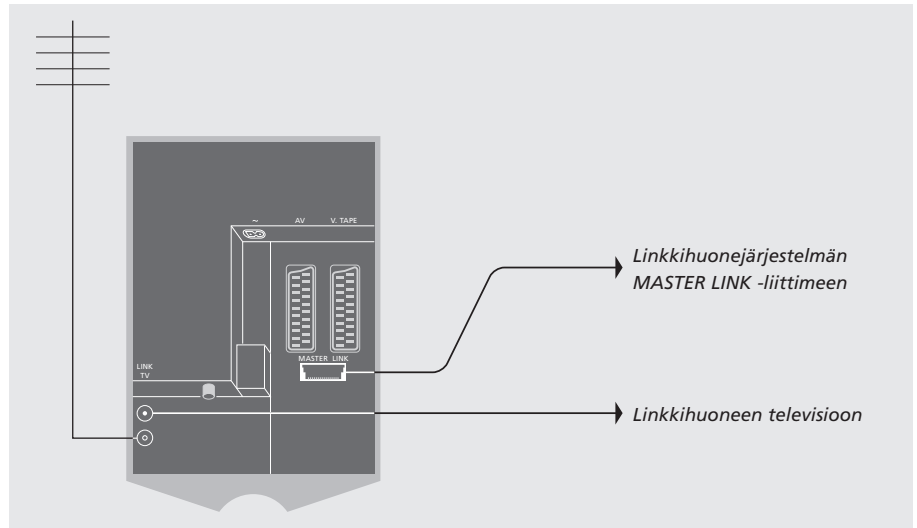 ~ AV V. TAPE
Linkkihuonejärjestelmän
MASTER LINK -liittimeen
MASTER LINK
LINK
TV
Linkkihuoneen televisioon